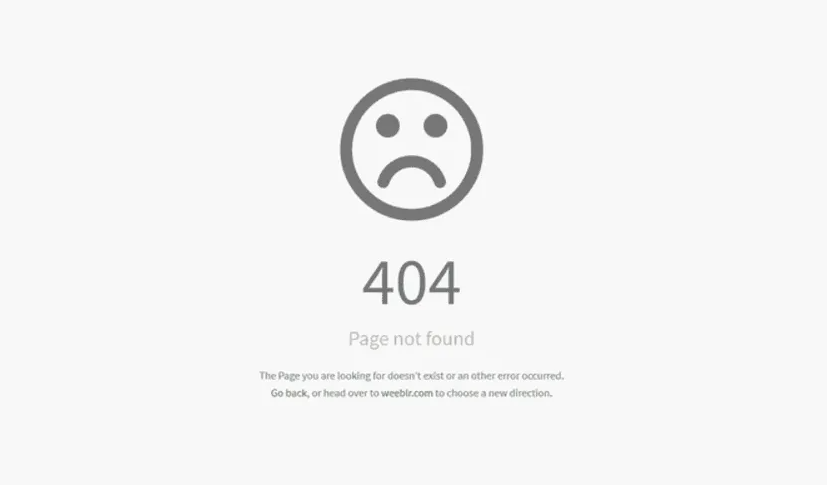 404
Page not found
The Page you are looking for doesn't exist or an other error occurred.
Go back, or head over to weeblr.com to choose a new direction.